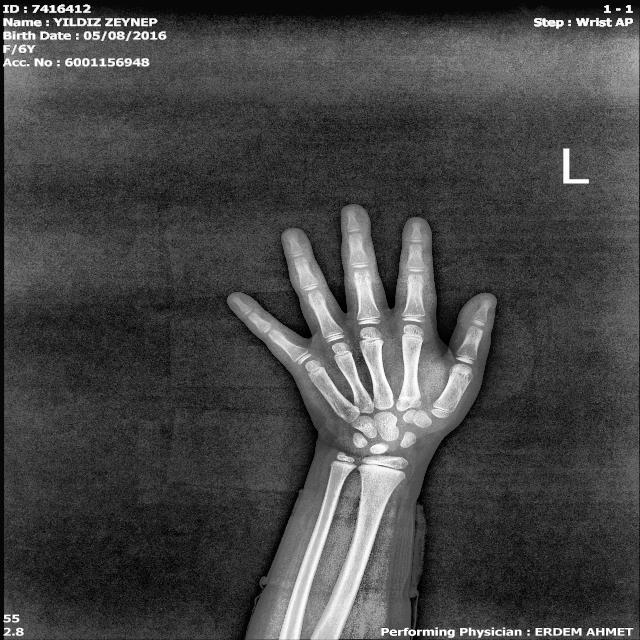 ID : 7416412
Name : YILDIZ ZEYNEP
Birth Date : 05/08/2016
F/6Y
Acc. No : 6001156948
1 - 1
Step : Wrist AP
L
55
2.8
Performing Physician : ERDEM AHMET